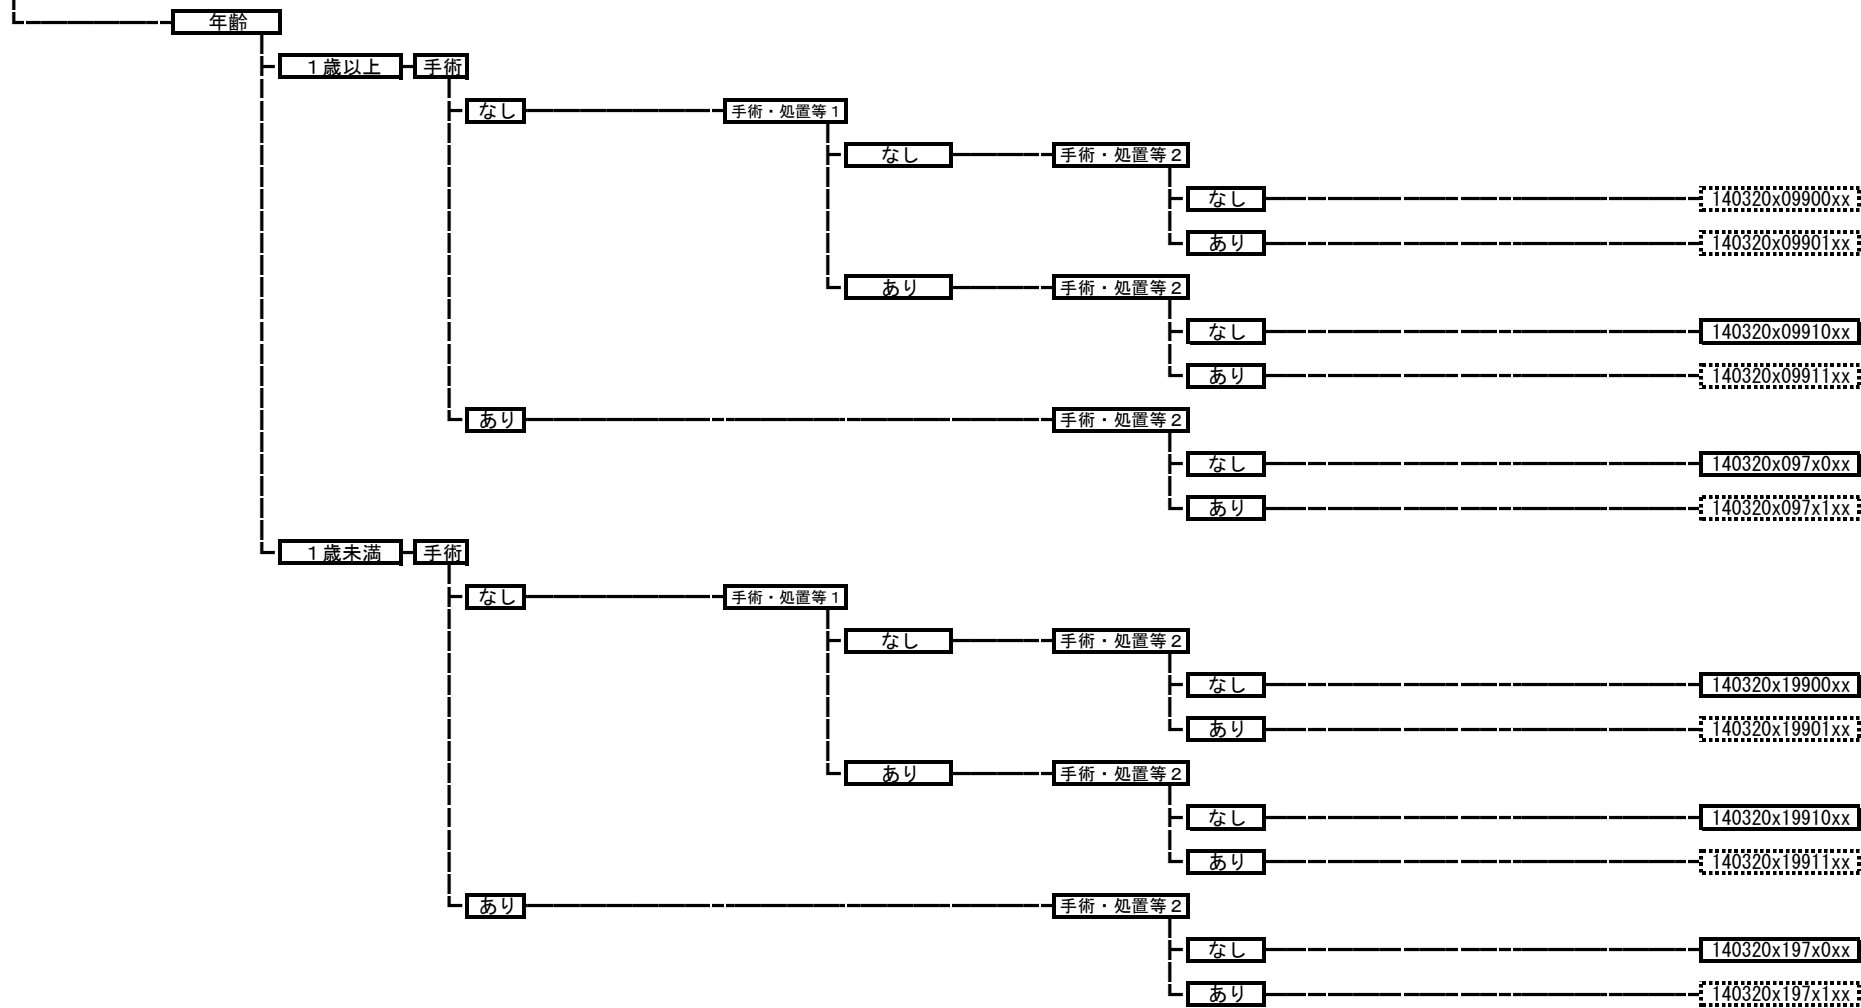 年齢
１歳以上 手術
なし 手術・処置等１
なし 手術・処置等２
なし 140320x09900xx
あり 140320x09901xx
あり 手術・処置等２
なし 140320x09910xx
あり 140320x09911xx
あり 手術・処置等２
なし 140320x097x0xx
あり 140320x097x1xx
１歳未満 手術
なし 手術・処置等１
なし 手術・処置等２
なし 140320x19900xx
あり 140320x19901xx
あり 手術・処置等２
なし 140320x19910xx
あり 140320x19911xx
あり 手術・処置等２
なし 140320x197x0xx
あり 140320x197x1xx